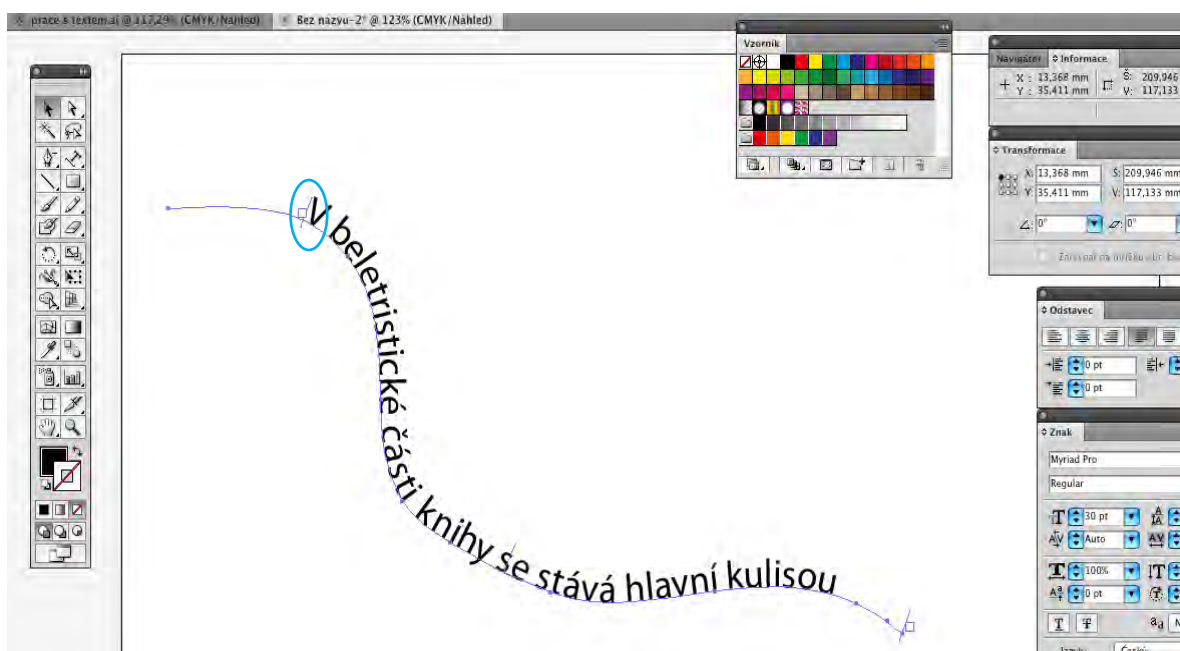 prace s textem.ai @ 117,29% (CMYK/Náhled)
Bez nazvu-2* @ 123% (CMYK/Náhled)
Vzorník
Navigátor
Informace
X : 13,368 mm
Y : 35,411 mm
Š: 209,946
V: 117,133
Transformace
X: 13,368 mm
S: 209,946 mm
Y: 35,411 mm
V: 117,133 mm
0°
0°
V beletristické části knihy se stává hlavní kulisou
Odstavec
0 pt
0 pt
Znak
Myriad Pro
Regular
30 pt
Auto
100%
0 pt